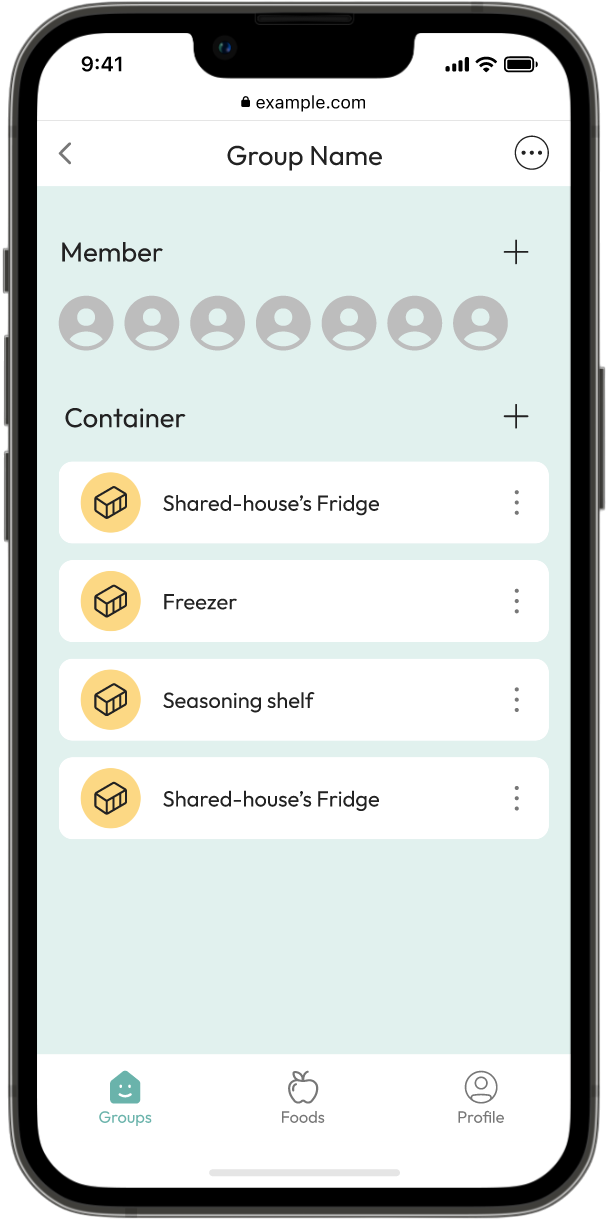 9:41
example.com
Group Name
Member
Container
Shared-house’s Fridge
Freezer
Seasoning shelf
Shared-house’s Fridge
Groups
Foods
Profile